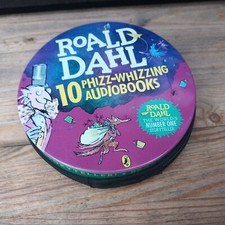 ROALD
DAHL
10 PHIZZ-WHIZZING
AUDIOBOOKS
ROALD
DAHL
THE WORLD'S
NUMBER ONE
STORYTELLER